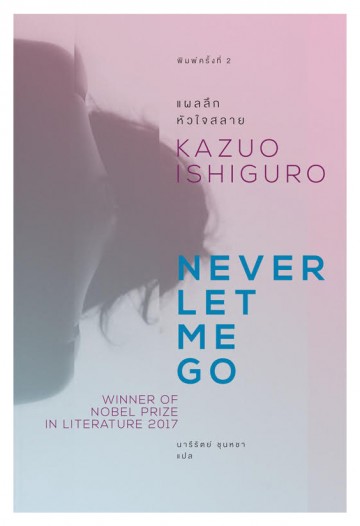 พิมพ์ครั้งที่ 2
แผลลึก
หัวใจสลาย
KAZUO
ISHIGURO
NEVER
LET
ME
GO
WINNER OF
NOBEL PRIZE
IN LITERATURE 2017
นารีรัตน์ ชุนหชา
แปล